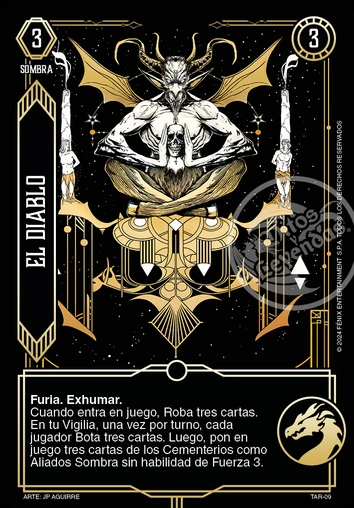 3
3
SOMBRA
EL DIABLO
Mitos y Leyendas
© 2024 FÉNIX ENTERTAINMENT S.P.A. TODOS LOS DERECHOS RESERVADOS
Furia. Exhumar.
Cuando entra en juego, Roba tres cartas.
En tu Vigilia, una vez por turno, cada
jugador Bota tres cartas. Luego, pon en
juego tres cartas de los Cementerios como
Aliados Sombra sin habilidad de Fuerza 3.
ARTE: JP AGUIRRE
TAR-09